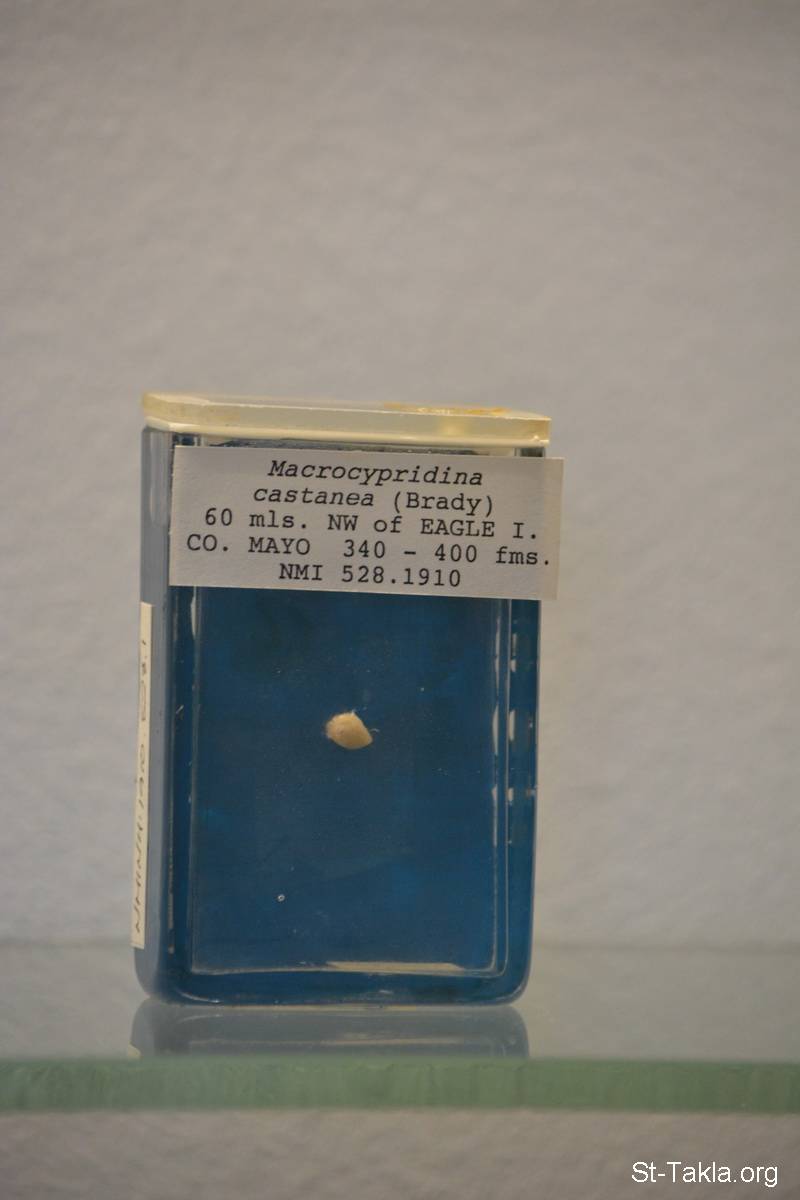 Macrocypridina
castanea (Brady)
60 mls. NW of EAGLE I.
CO. MAYO 340 - 400 fms.
NMI 528.1910
St-Takla.org